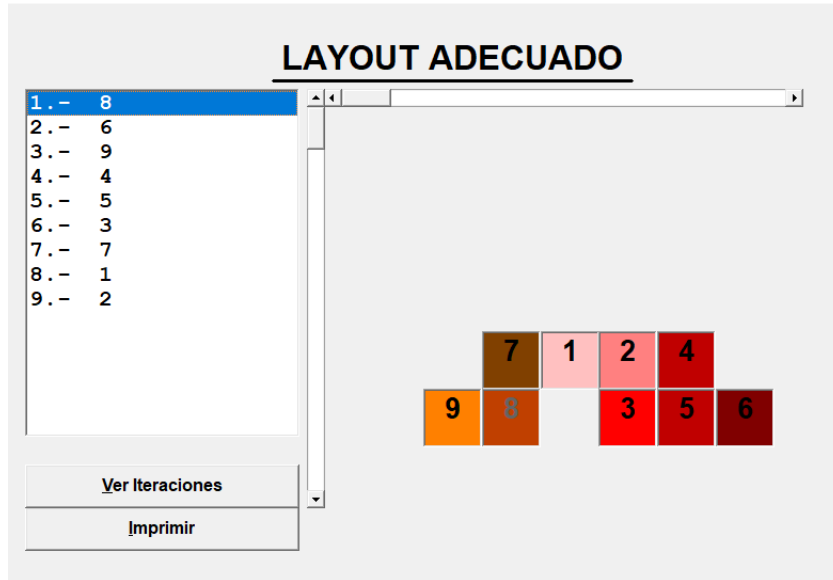 LAYOUT ADECUADO
1.- 8
2.- 6
3.- 9
4.- 4
5.- 5
6.- 3
7.- 7
8.- 1
9.- 2
7 1 2 4
9 8 3 5 6
Ver Iteraciones
Imprimir